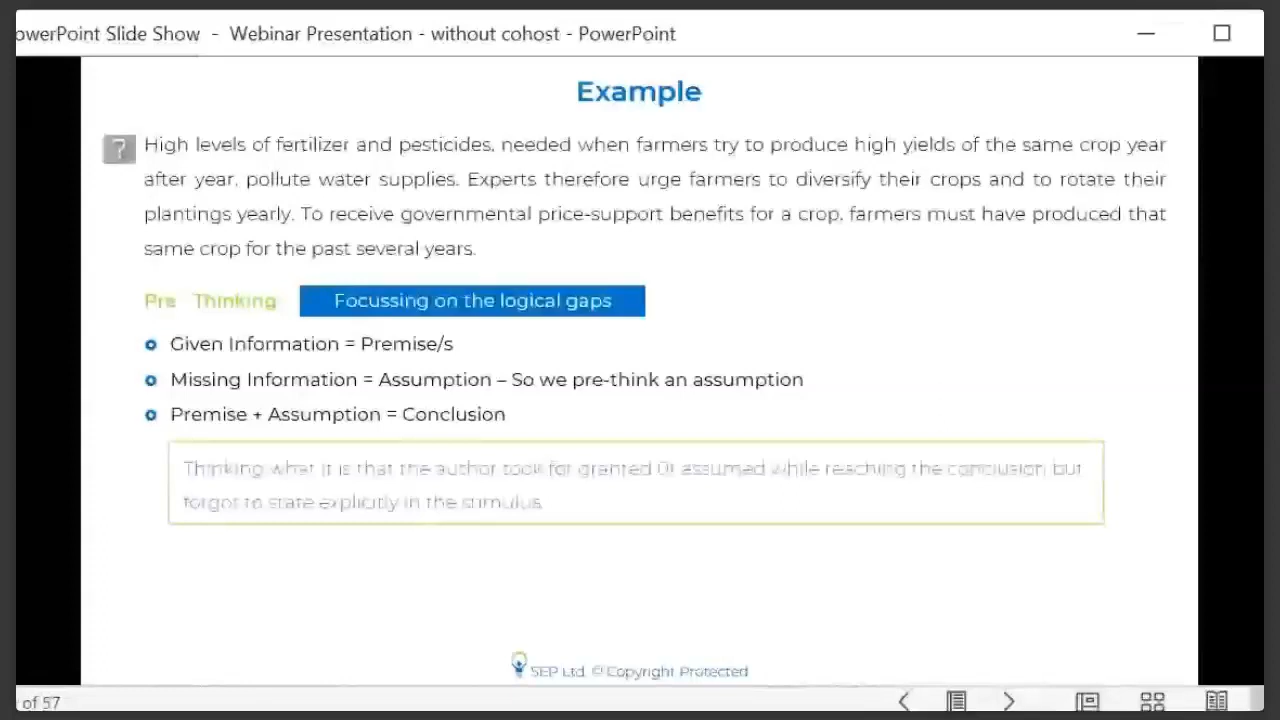 owerPoint Slide Show - Webinar Presentation - without cohost - PowerPoint
Example
?
High levels of fertilizer and pesticides, needed when farmers try to produce high yields of the same crop year
after year, pollute water supplies. Experts therefore urge farmers to diversify their crops and to rotate their
plantings yearly. To receive governmental price-support benefits for a crop, farmers must have produced that
same crop for the past several years.
Pre Thinking Focussing on the logical gaps
Given Information = Premise/s
Missing Information = Assumption – So we pre-think an assumption
Premise + Assumption = Conclusion
Thinking what it is that the author took for granted Or assumed while reaching the conclusion but
forgot to state explicitly in the stimulus.
SEP Ltd. © Copyright Protected
of 57